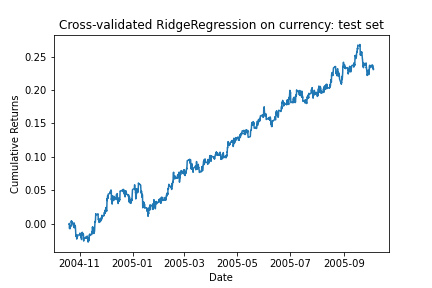 Cross-validated RidgeRegression on currency: test set
Cumulative Returns
0.25
0.20
0.15
0.10
0.05
0.00
2004-11 2005-01 2005-03 2005-05 2005-07 2005-09
Date